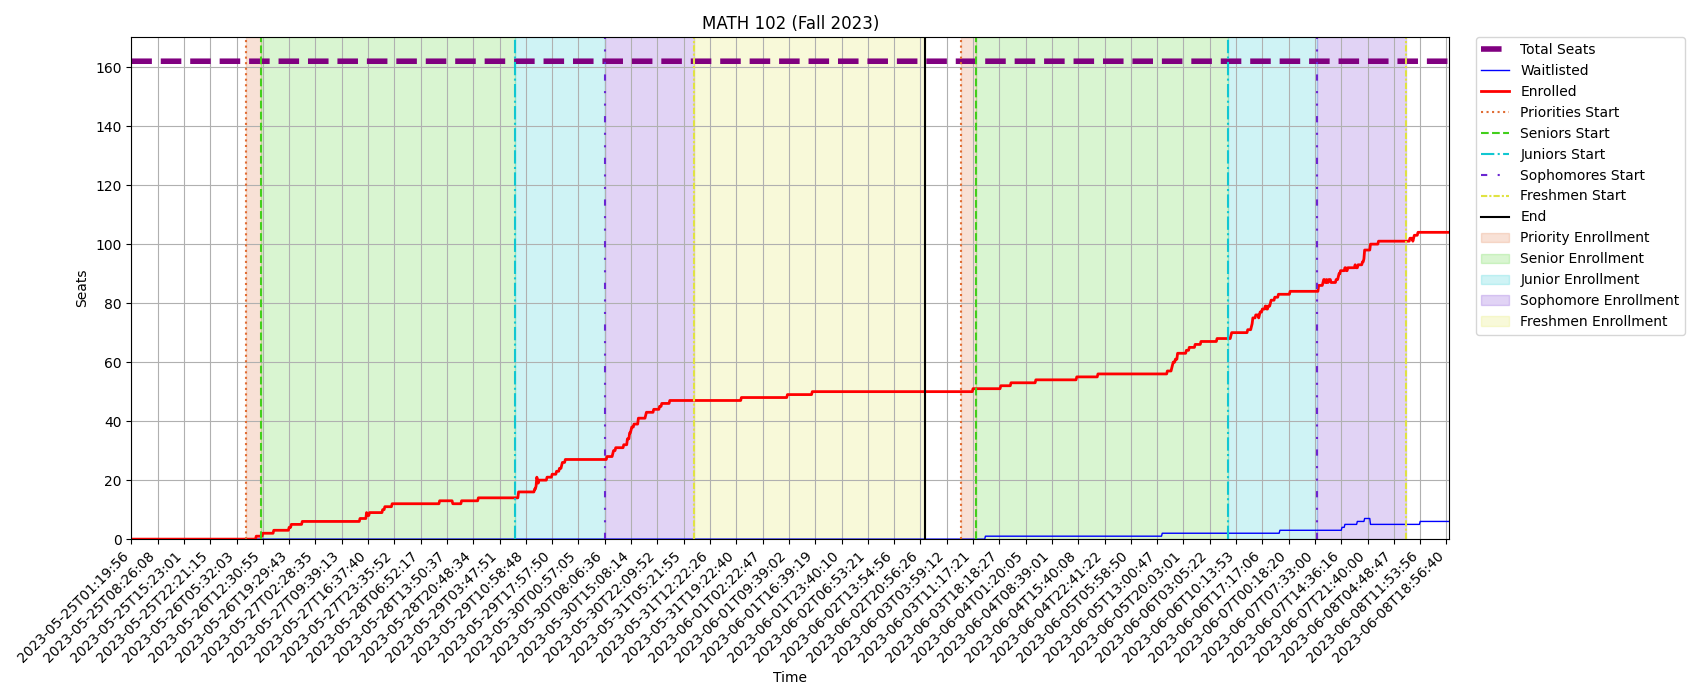 MATH 102 (Fall 2023)
Seats
160
140
120
100
80
60
40
20
0
2023-05-25T01:19:56
2023-05-25T08:26:08
2023-05-25T15:23:01
2023-05-25T22:21:15
2023-05-26T05:32:03
2023-05-26T12:30:55
2023-05-26T19:29:43
2023-05-27T02:28:35
2023-05-27T09:39:13
2023-05-27T16:37:40
2023-05-27T23:35:52
2023-05-28T06:52:17
2023-05-28T13:50:37
2023-05-28T20:48:34
2023-05-29T03:47:51
2023-05-29T10:58:48
2023-05-29T17:57:50
2023-05-30T00:57:05
2023-05-30T08:06:36
2023-05-30T15:08:14
2023-05-30T22:09:52
2023-05-31T05:21:55
2023-05-31T12:22:26
2023-05-31T19:22:40
2023-06-01T02:22:47
2023-06-01T09:39:02
2023-06-01T16:39:19
2023-06-01T23:40:10
2023-06-02T06:53:21
2023-06-02T13:54:56
2023-06-02T20:56:26
2023-06-03T03:59:12
2023-06-03T11:17:21
2023-06-03T18:18:27
2023-06-04T01:20:05
2023-06-04T08:39:01
2023-06-04T15:40:08
2023-06-04T22:41:22
2023-06-05T05:58:50
2023-06-05T13:00:47
2023-06-05T20:03:01
2023-06-06T03:05:22
2023-06-06T10:13:53
2023-06-06T17:17:06
2023-06-07T00:18:20
2023-06-07T07:33:00
2023-06-07T14:36:16
2023-06-07T21:40:00
2023-06-08T04:48:47
2023-06-08T11:53:56
2023-06-08T18:56:40
Time
Total Seats
Waitlisted
Enrolled
Priorities Start
Seniors Start
Juniors Start
Sophomores Start
Freshmen Start
End
Priority Enrollment
Senior Enrollment
Junior Enrollment
Sophomore Enrollment
Freshmen Enrollment